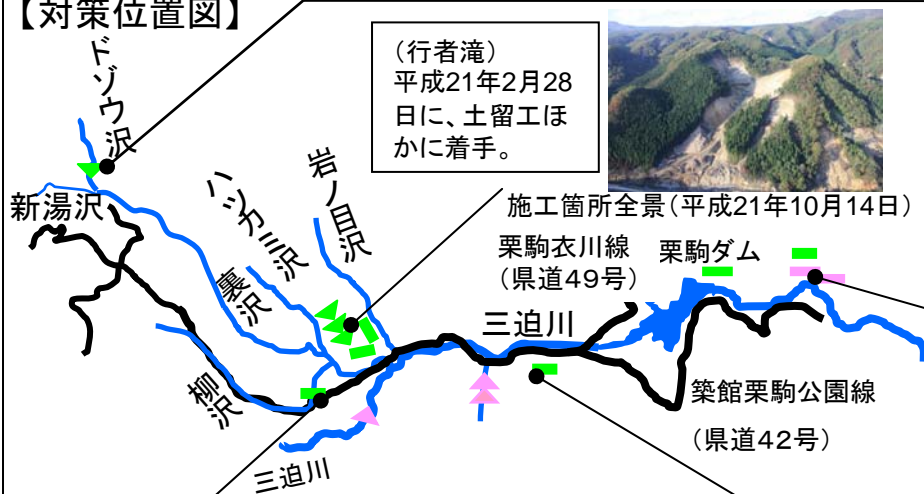 【対策位置図】
(行者滝)
平成21年2月28
日に、土留工ほ
かに着手。
ドゾウ沢
新湯沢
ハツカ三沢
岩ノ目沢
裏沢
柳沢
三迫川
施工箇所全景(平成21年10月14日)
栗駒衣川線
(県道49号)
栗駒ダム
三迫川
築館栗駒公園線
(県道42号)